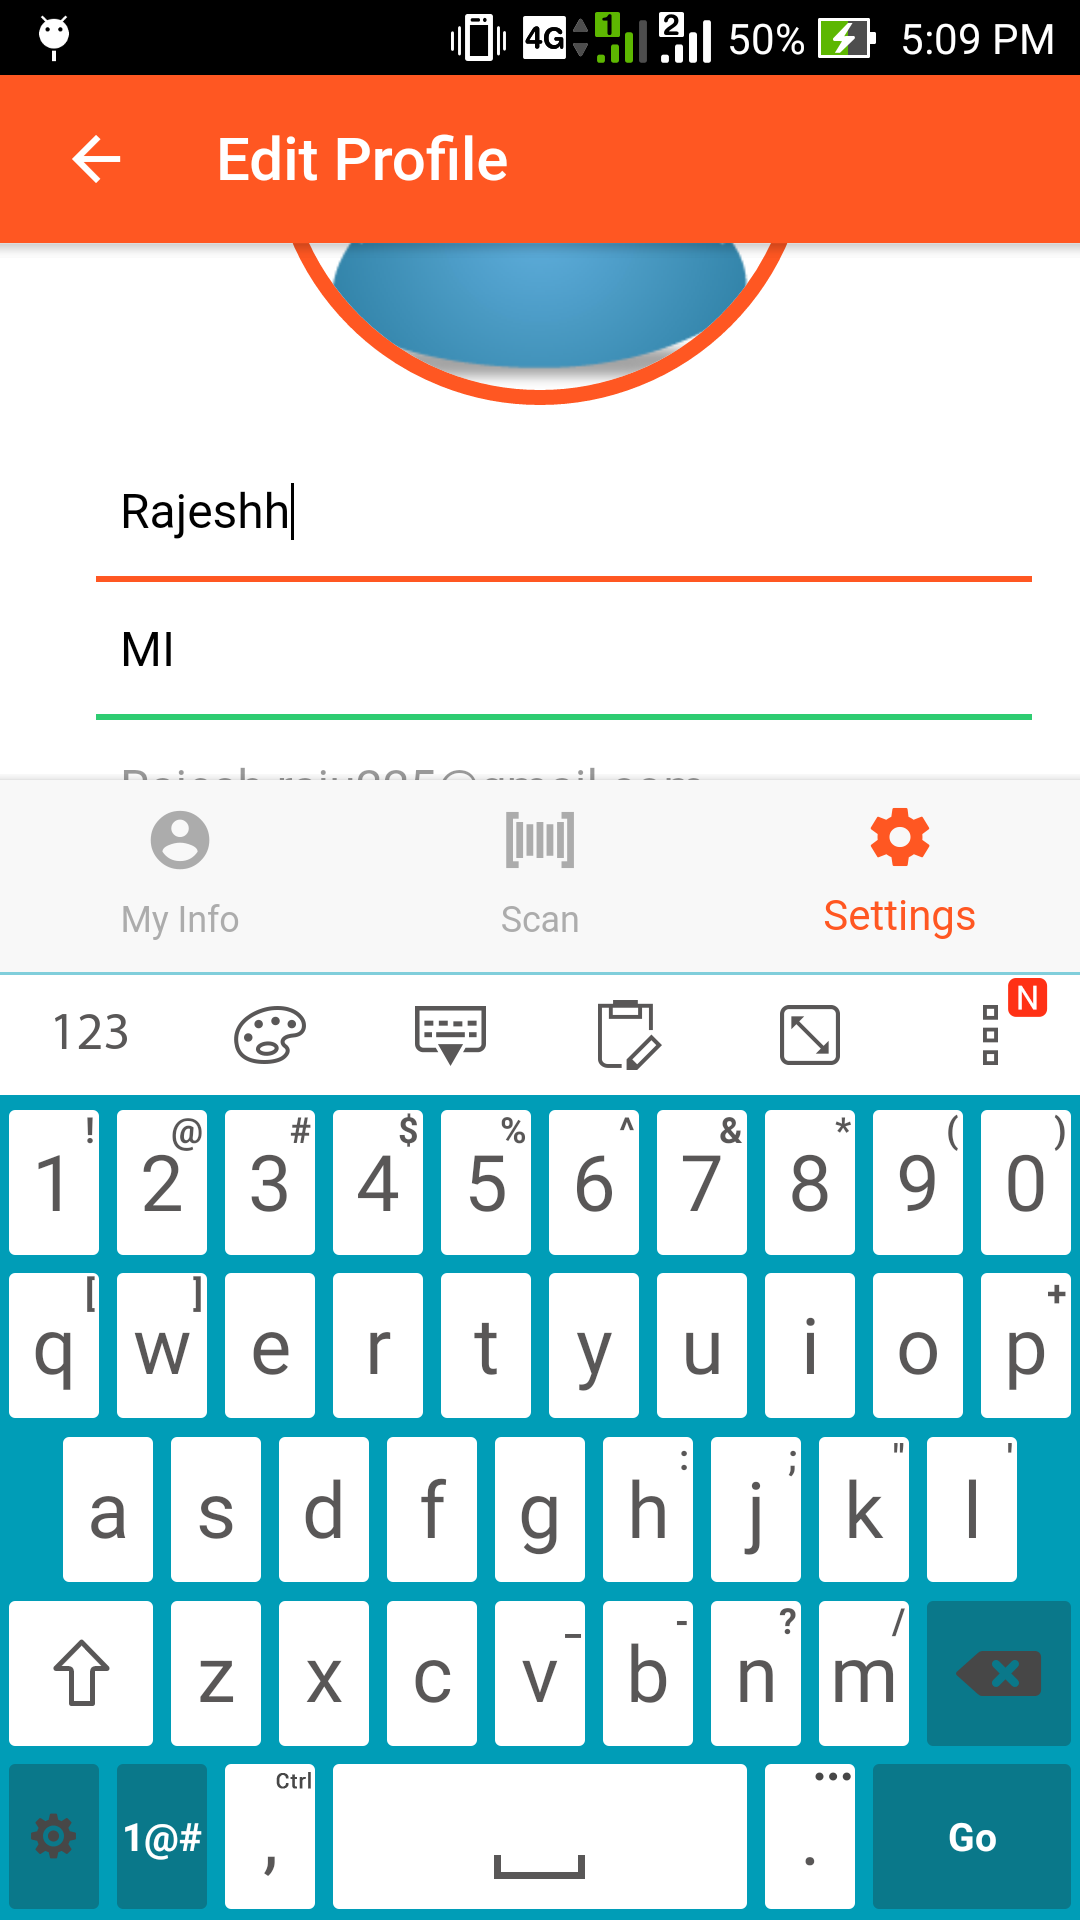 4G 1 2 50% 5:09 PM
Edit Profile
Rajeshh
MI
My Info Scan Settings
123 N
! @ # $ % ^ & * ( )
1 2 3 4 5 6 7 8 9 0
[ ] +
q w e r t y u i o p
: ; " '
a s d f g h j k l
_ - ? /
z x c v b n m
Ctrl •••
1@# , . Go